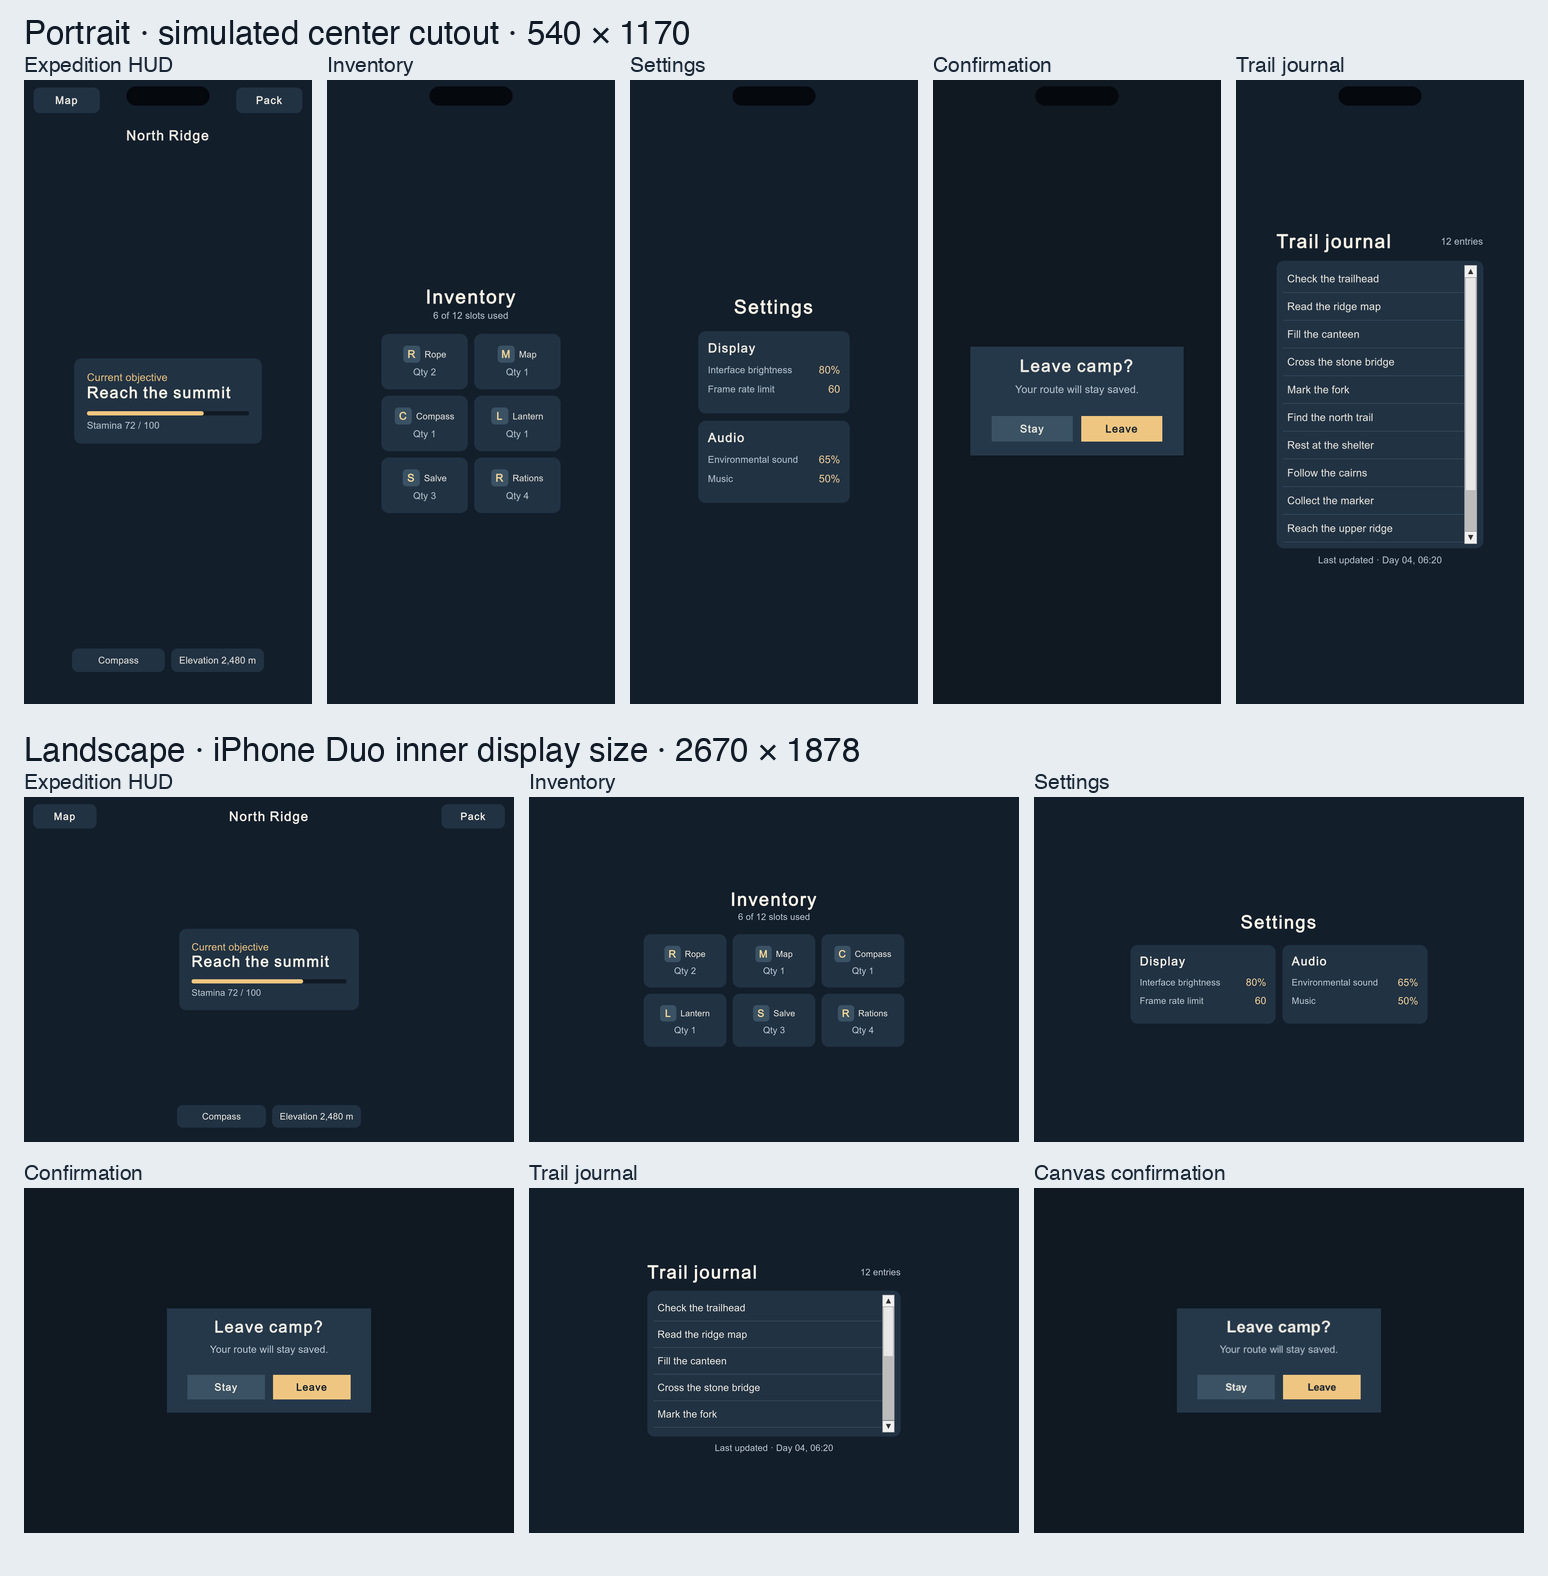 Portrait · simulated center cutout · 540 × 1170
Expedition HUD
Map
Pack
North Ridge
Current objective
Reach the summit
Stamina 72 / 100
Compass
Elevation 2,480 m
Inventory
Inventory
6 of 12 slots used
R Rope
Qty 2
M Map
Qty 1
C Compass
Qty 1
L Lantern
Qty 1
S Salve
Qty 3
R Rations
Qty 4
Settings
Settings
Display
Interface brightness 80%
Frame rate limit 60
Audio
Environmental sound 65%
Music 50%
Confirmation
Leave camp?
Your route will stay saved.
Stay
Leave
Trail journal
Trail journal
12 entries
Check the trailhead
Read the ridge map
Fill the canteen
Cross the stone bridge
Mark the fork
Find the north trail
Rest at the shelter
Follow the cairns
Collect the marker
Reach the upper ridge
Last updated · Day 04, 06:20
Landscape · iPhone Duo inner display size · 2670 × 1878
Expedition HUD
Map
North Ridge
Pack
Current objective
Reach the summit
Stamina 72 / 100
Compass
Elevation 2,480 m
Inventory
Inventory
6 of 12 slots used
R Rope
Qty 2
M Map
Qty 1
C Compass
Qty 1
L Lantern
Qty 1
S Salve
Qty 3
R Rations
Qty 4
Settings
Settings
Display
Interface brightness 80%
Frame rate limit 60
Audio
Environmental sound 65%
Music 50%
Confirmation
Leave camp?
Your route will stay saved.
Stay
Leave
Trail journal
Trail journal
12 entries
Check the trailhead
Read the ridge map
Fill the canteen
Cross the stone bridge
Mark the fork
Last updated · Day 04, 06:20
Canvas confirmation
Leave camp?
Your route will stay saved.
Stay
Leave